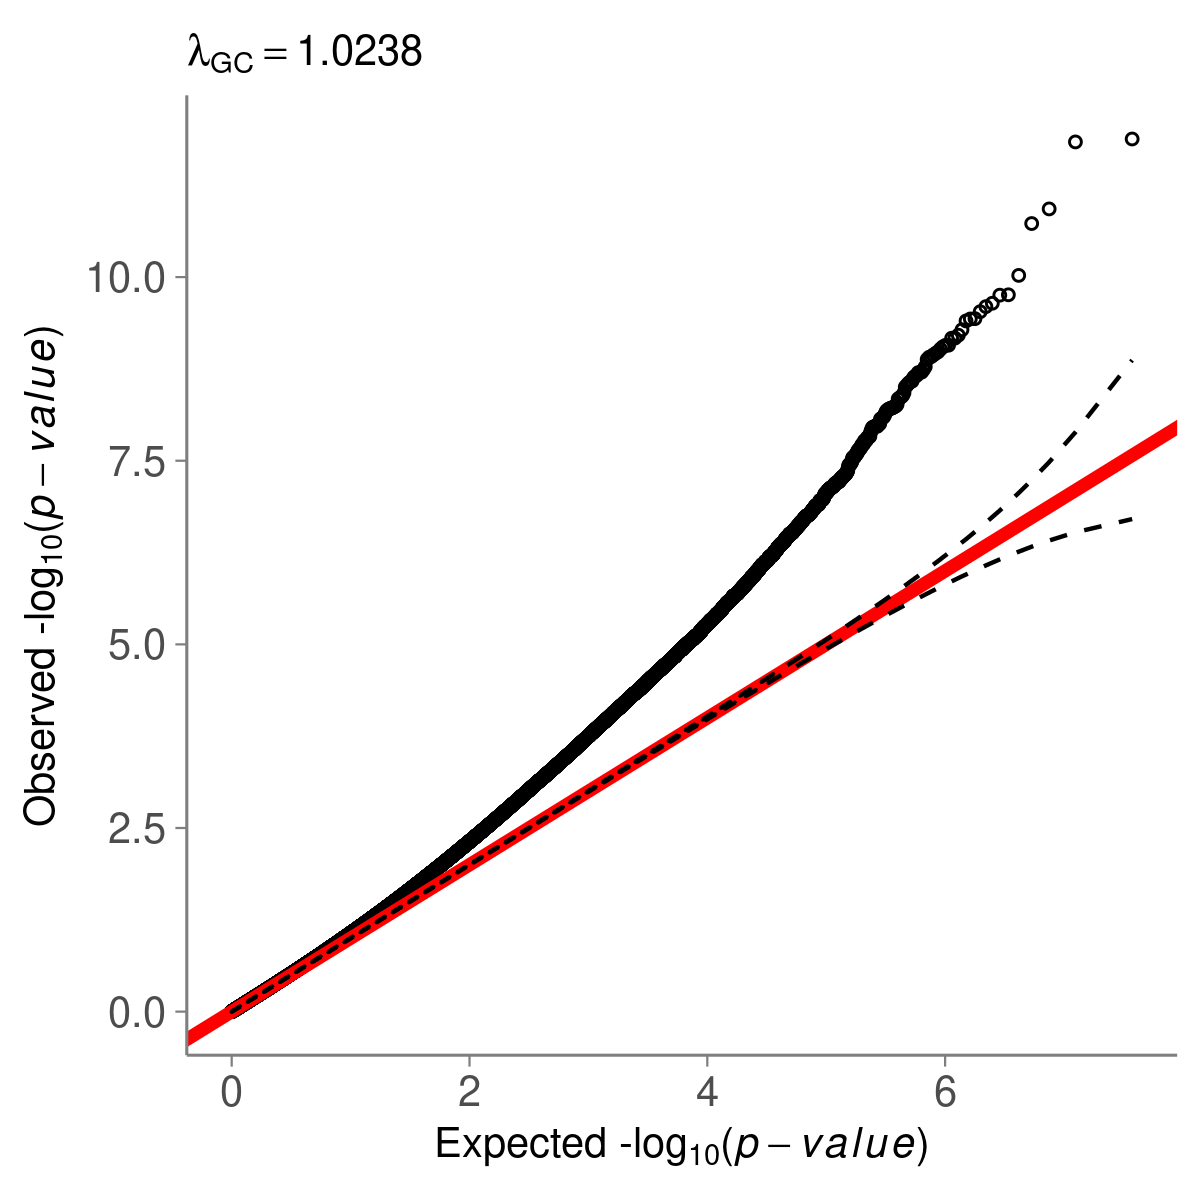 λGC = 1.0238
10.0
7.5
5.0
2.5
0.0
0 2 4 6
Observed -log10(p − value)
Expected -log10(p − value)